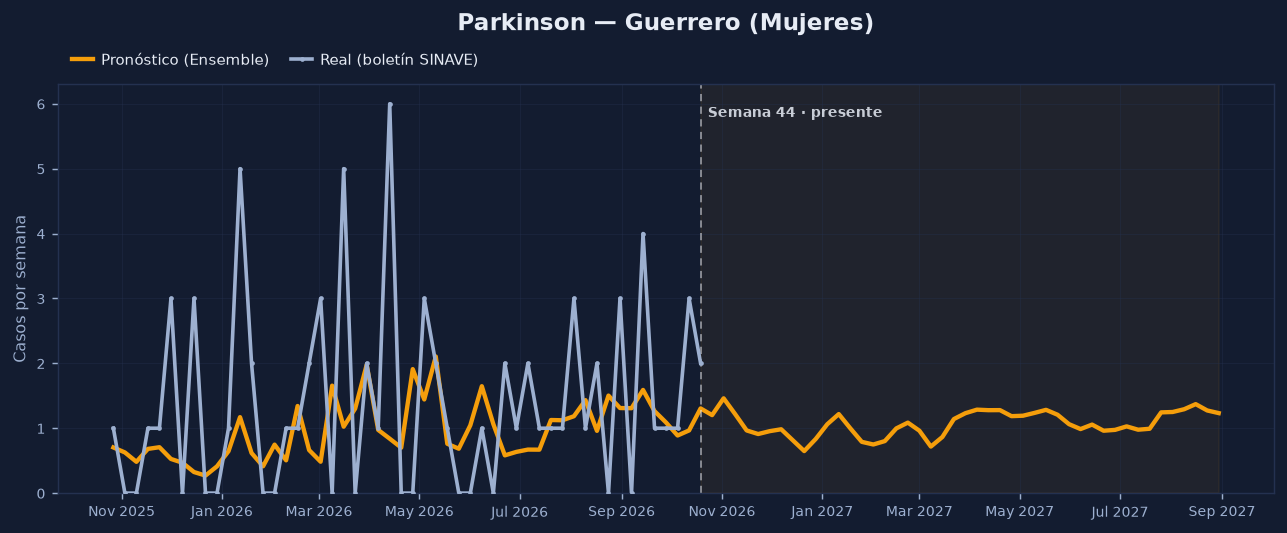 Parkinson — Guerrero (Mujeres)
Pronóstico (Ensemble)
Real (boletín SINAVE)
Semana 44 · presente
Casos por semana
6
5
4
3
2
1
0
Nov 2025
Jan 2026
Mar 2026
May 2026
Jul 2026
Sep 2026
Nov 2026
Jan 2027
Mar 2027
May 2027
Jul 2027
Sep 2027